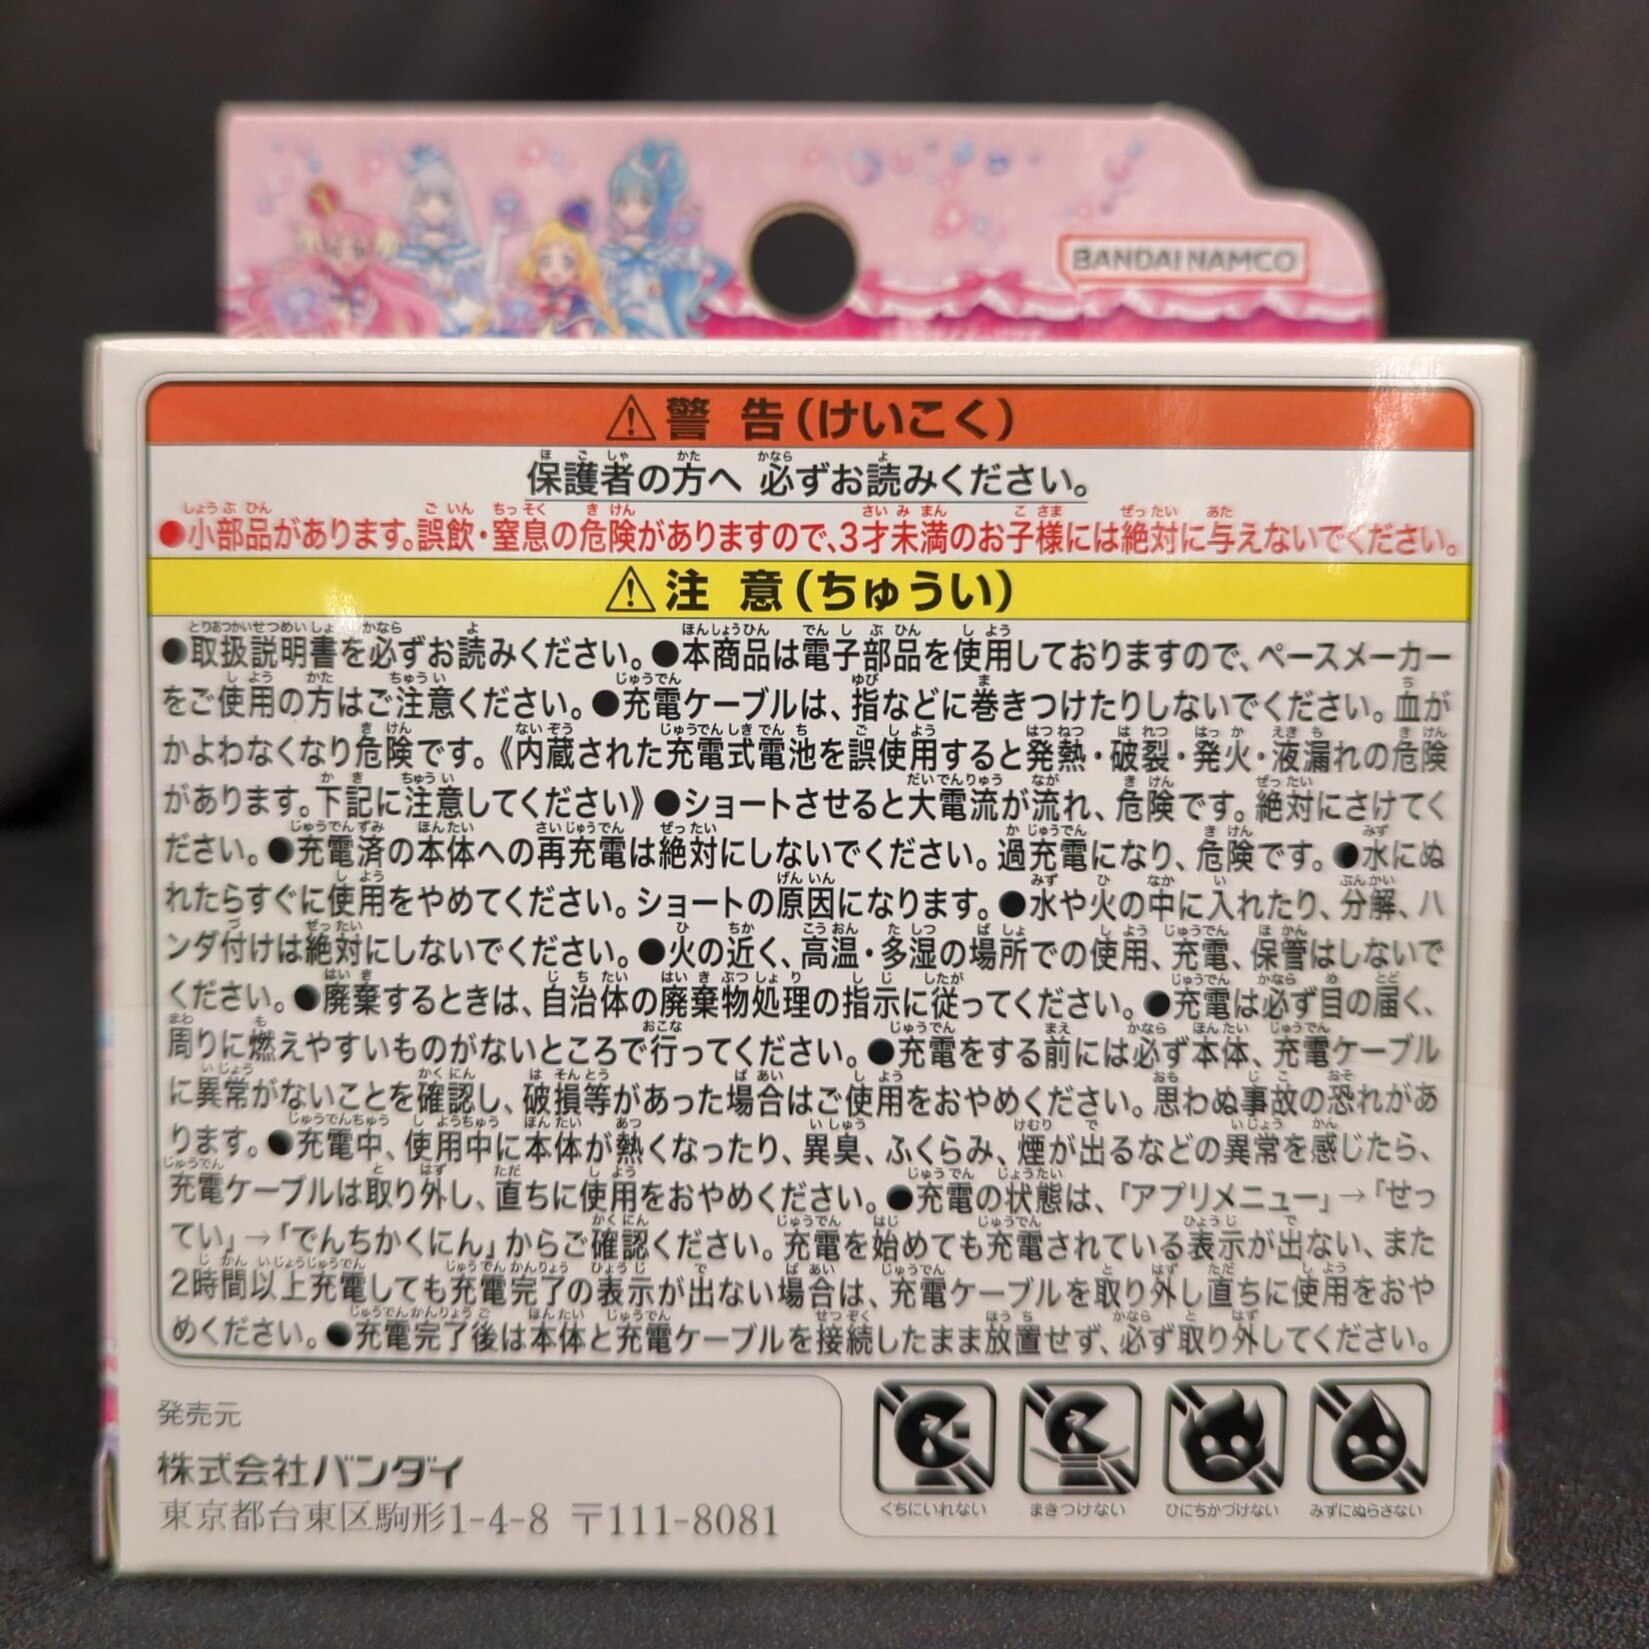 BANDAI NAMCO
⚠警 告(けいこく)
保護者の方へ 必ずお読みください。
●小部品があります。誤飲・窒息の危険がありますので、3才未満のお子様には絶対に与えないでください。
⚠注 意(ちゅうい)
●取扱説明書を必ずお読みください。●本商品は電子部品を使用しておりますので、ペースメーカー
をご使用の方はご注意ください。●充電ケーブルは、指などに巻きつけたりしないでください。血が
かよわなくなり危険です。《内蔵された充電式電池を誤使用すると発熱・破裂・発火・液漏れの危険
があります。下記に注意してください》●ショートさせると大電流が流れ、危険です。絶対にさけてく
ださい。●充電済の本体への再充電は絶対にしないでください。過充電になり、危険です。●水にぬ
れたらすぐに使用をやめてください。ショートの原因になります。●水や火の中に入れたり、分解、ハ
ンダ付けは絶対にしないでください。●火の近く、高温・多湿の場所での使用、充電、保管はしないで
ください。●廃棄するときは、自治体の廃棄物処理の指示に従ってください。●充電は必ず目の届く、
周りに燃えやすいものがないところで行ってください。●充電をする前には必ず本体、充電ケーブル
に異常がないことを確認し、破損等があった場合はご使用をおやめください。思わぬ事故の恐れがあ
ります。●充電中、使用中に本体が熱くなったり、異臭、ふくらみ、煙が出るなどの異常を感じたら、
充電ケーブルは取り外し、直ちに使用をおやめください。●充電の状態は、「アプリメニュー」→「せっ
てい」→「でんちかくにん」からご確認ください。充電を始めても充電されている表示が出ない、また
2時間以上充電しても充電完了の表示が出ない場合は、充電ケーブルを取り外し直ちに使用をおや
めください。●充電完了後は本体と充電ケーブルを接続したまま放置せず、必ず取り外してください。
発売元
株式会社バンダイ
東京都台東区駒形1-4-8 〒111-8081
くちにいれない まきつけない ひにちかづけない みずにぬらさない